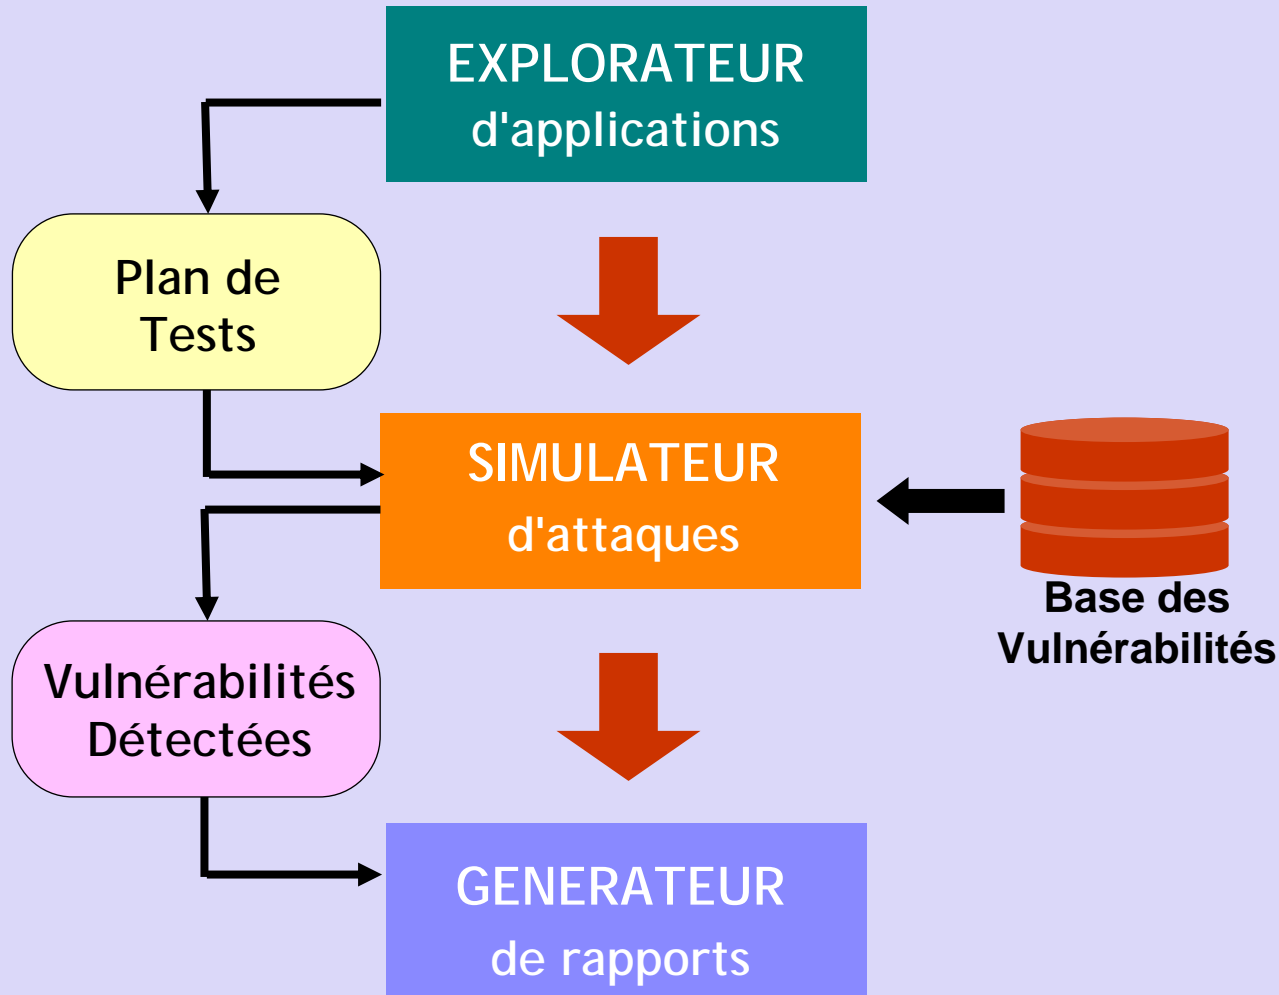 EXPLORATEUR
d'applications
Plan de
Tests
SIMULATEUR
d'attaques
Base des
Vulnérabilités
Vulnérabilités
Détectées
GENERATEUR
de rapports